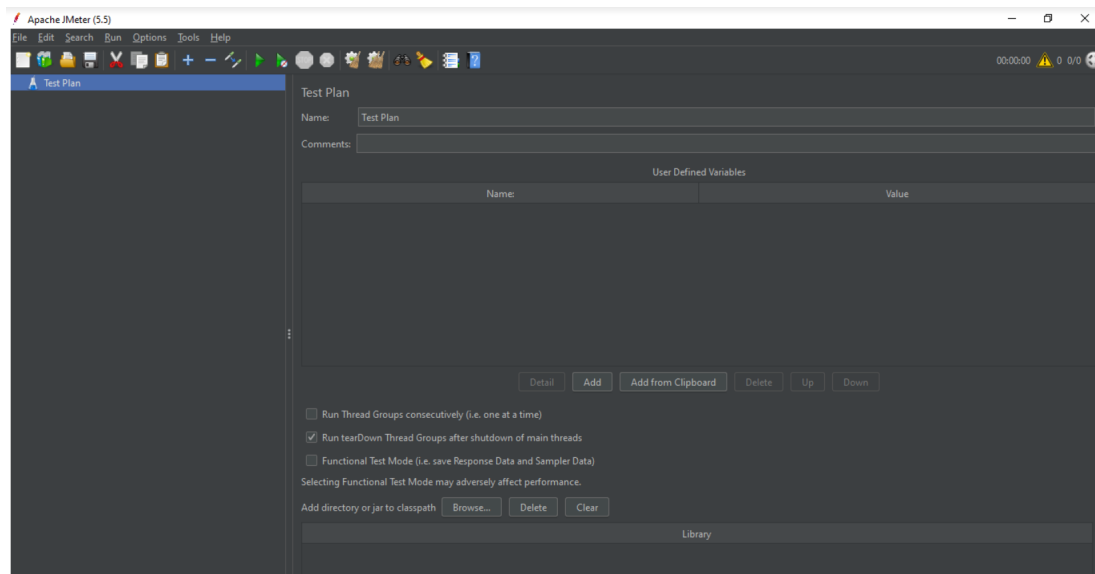 Apache JMeter (5.5)
File Edit Search Run Options Tools Help
00:00:00 0 0/0
Test Plan
Test Plan
Name: Test Plan
Comments:
User Defined Variables
Name: Value
Detail Add Add from Clipboard Delete Up Down
Run Thread Groups consecutively (i.e. one at a time)
Run tearDown Thread Groups after shutdown of main threads
Functional Test Mode (i.e. save Response Data and Sampler Data)
Selecting Functional Test Mode may adversely affect performance.
Add directory or jar to classpath Browse... Delete Clear
Library